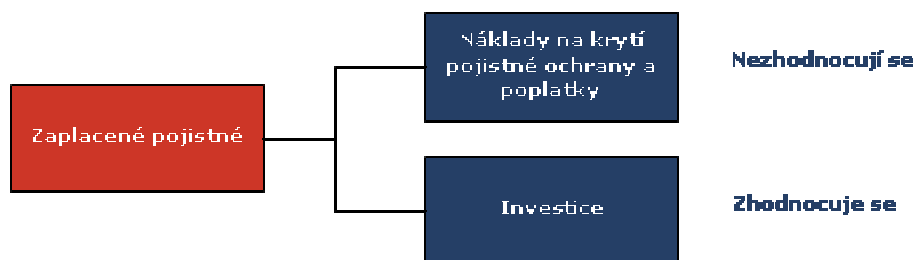 Náklady na krytí
pojistné ochrany a
poplatky
Nezhodnocují se
Zaplacené pojistné
Investice
Zhodnocuje se